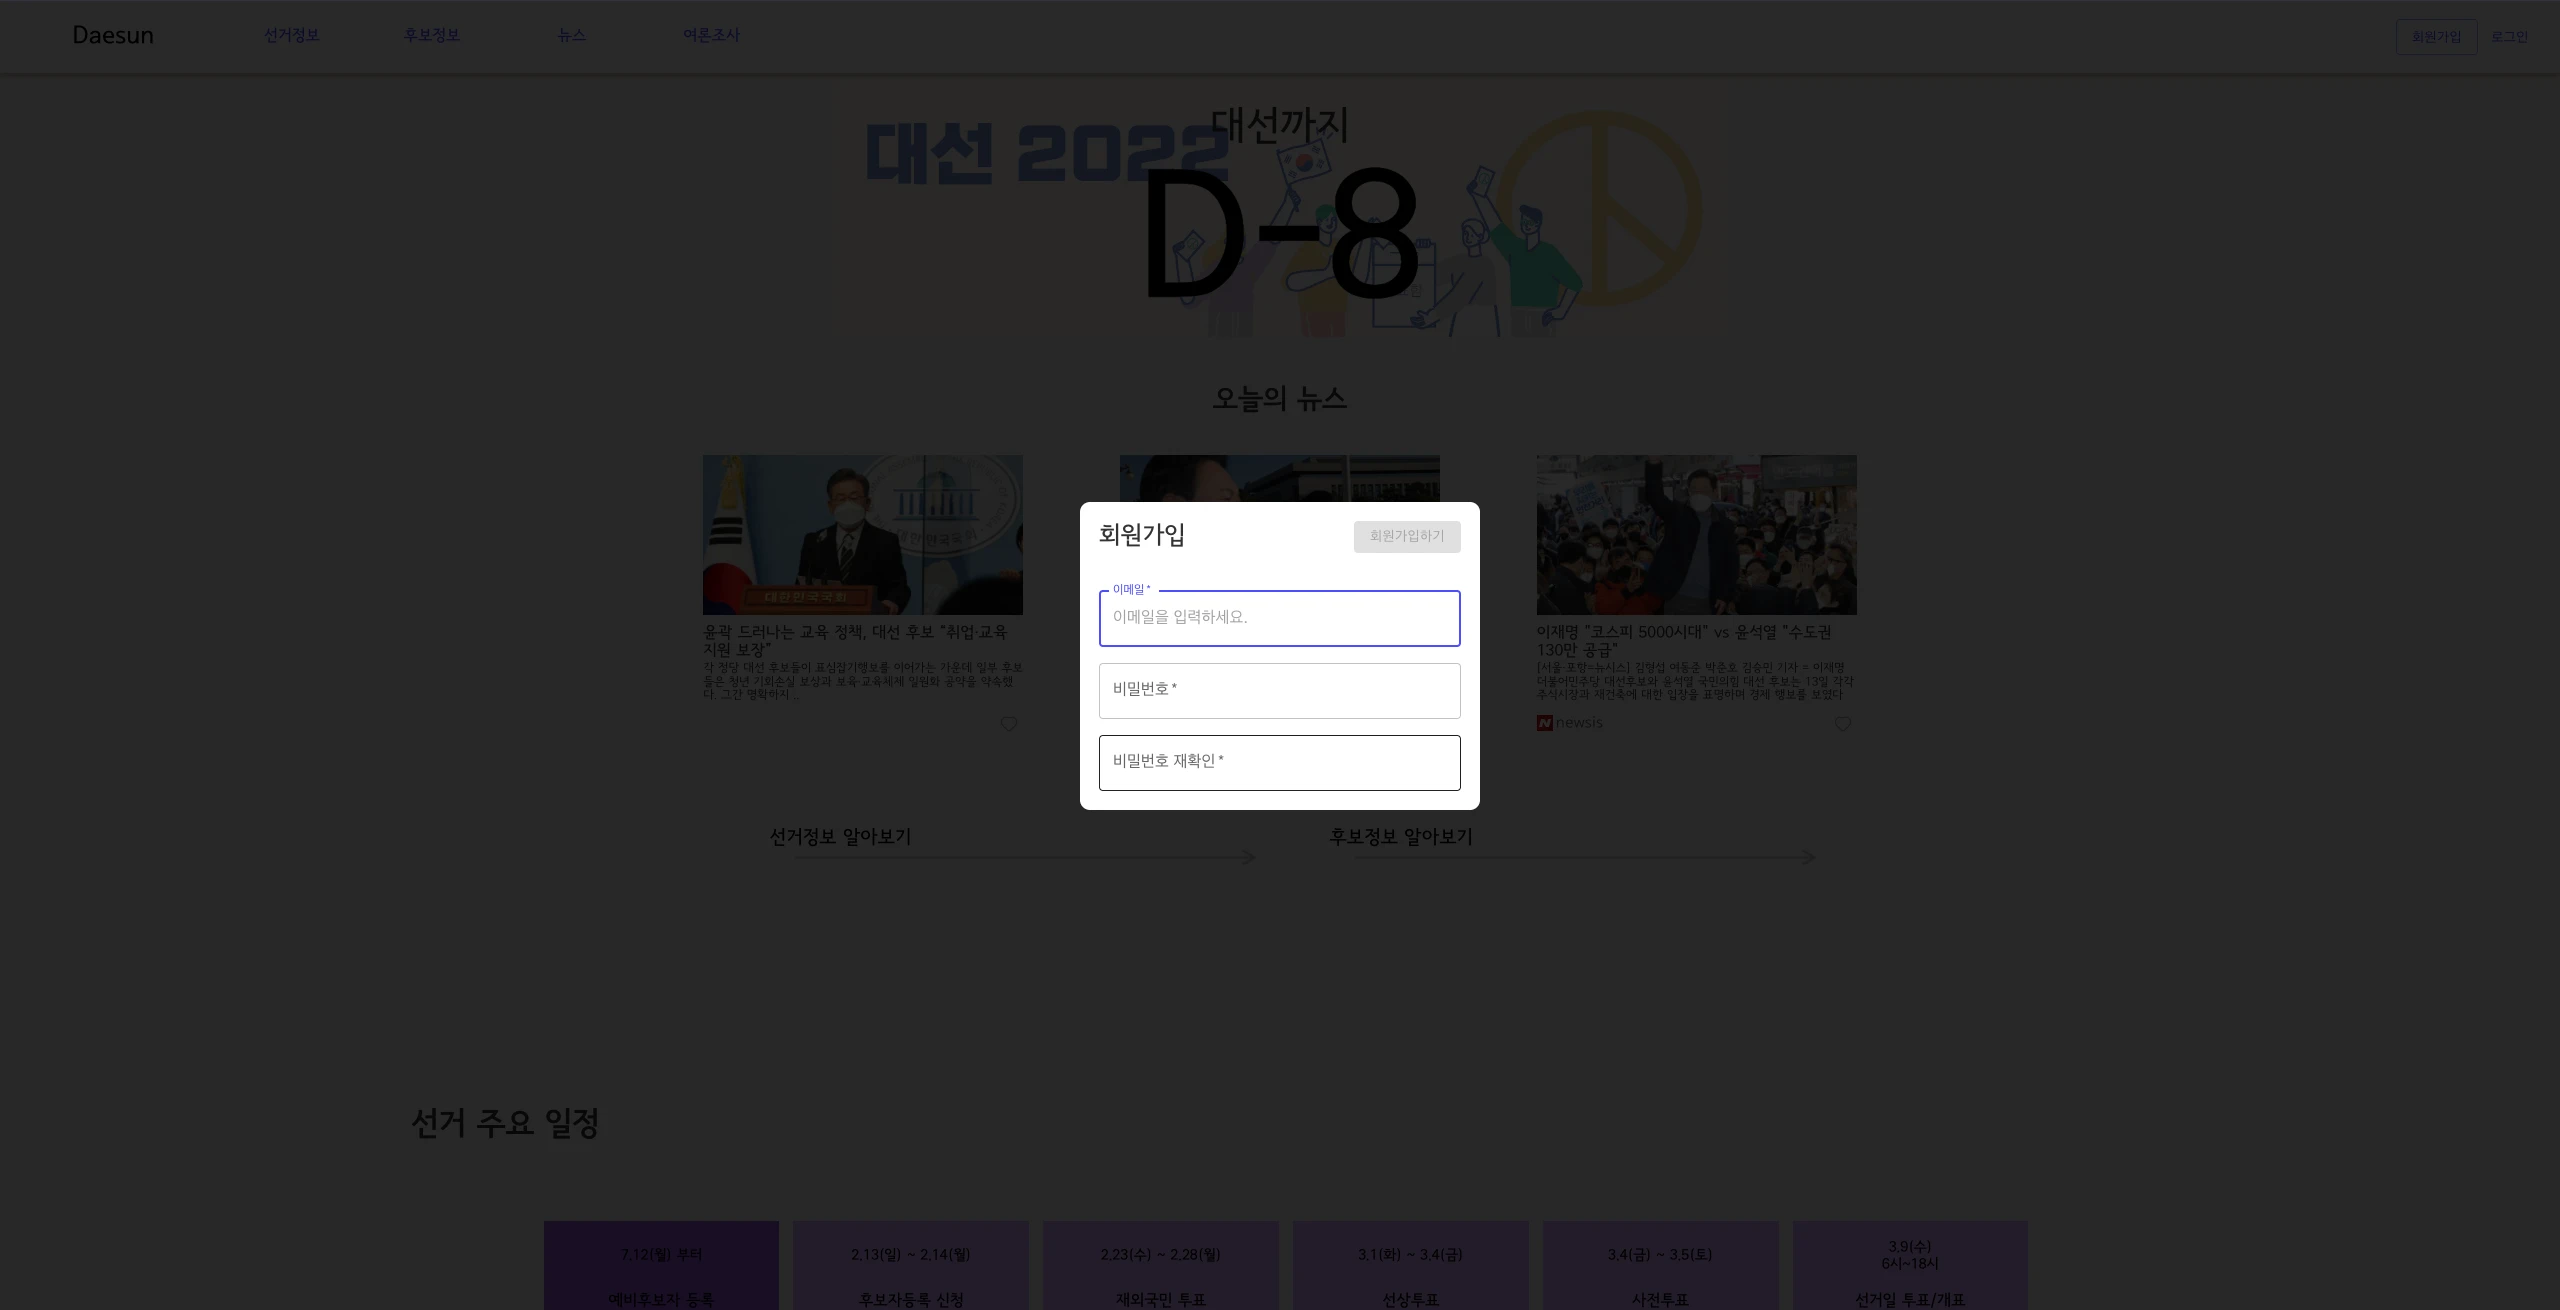 Daesun
선거정보
후보정보
뉴스
여론조사
회원가입
로그인
대선 2022
대선까지
D-8
오늘의 뉴스
대한민국국회
윤곽 드러나는 교육 정책, 대선 후보 "취업·교육
지원 보장"
각 정당 대선 후보들이 표심잡기행보를 이어가는 가운데 일부 후보
들은 청년 기회손실 보상과 보육·교육체제 일원화 공약을 약속했
다. 그간 명확하지 ..
이재명 "코스피 5000시대" vs 윤석열 "수도권
130만 공급"
[서울·포항=뉴시스] 김형섭 여동준 박준호 김승민 기자 = 이재명
더불어민주당 대선후보와 윤석열 국민의힘 대선 후보는 13일 각각
주식시장과 재건축에 대한 입장을 표명하며 경제 행보를 보였다
N newsis
회원가입
회원가입하기
이메일 *
이메일을 입력하세요.
비밀번호 *
비밀번호 재확인 *
선거정보 알아보기
후보정보 알아보기
선거 주요 일정
7.12(월) 부터
예비후보자 등록
2.13(일) ~ 2.14(월)
후보자등록 신청
2.23(수) ~ 2.28(월)
재외국민 투표
3.1(화) ~ 3.4(금)
선상투표
3.4(금) ~ 3.5(토)
사전투표
3.9(수)
6시~18시
선거일 투표/개표